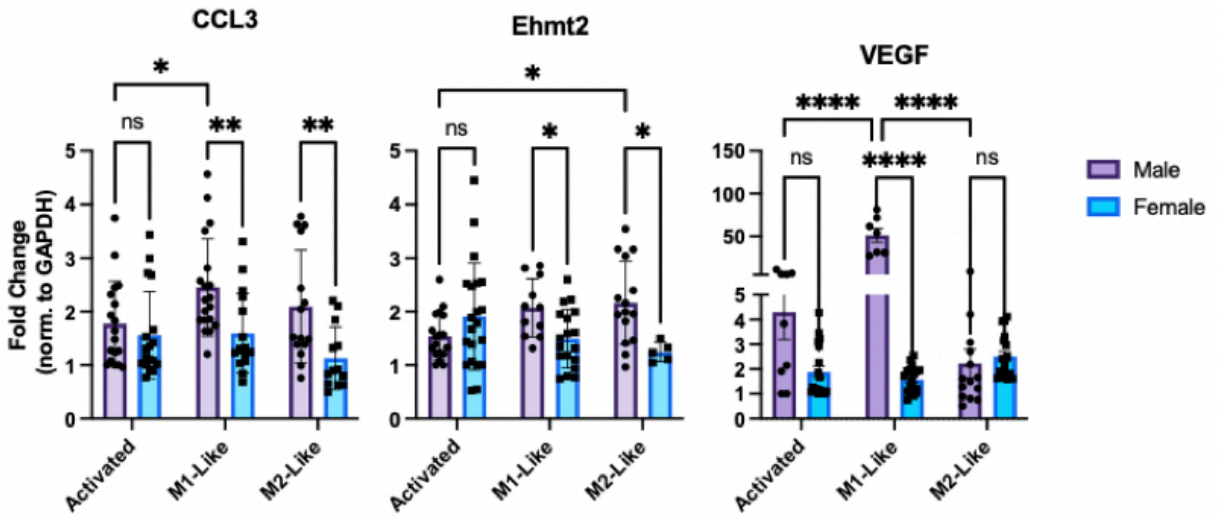 CCL3
Ehmt2
VEGF
Fold Change
(norm. to GAPDH)
*
ns
**
**
5
4
3
2
1
0
Activated
M1-Like
M2-Like
*
ns
*
*
5
4
3
2
1
0
Activated
M1-Like
M2-Like
**** ****
ns
****
ns
150
100
50
5
4
3
2
1
0
Activated
M1-Like
M2-Like
Male
Female